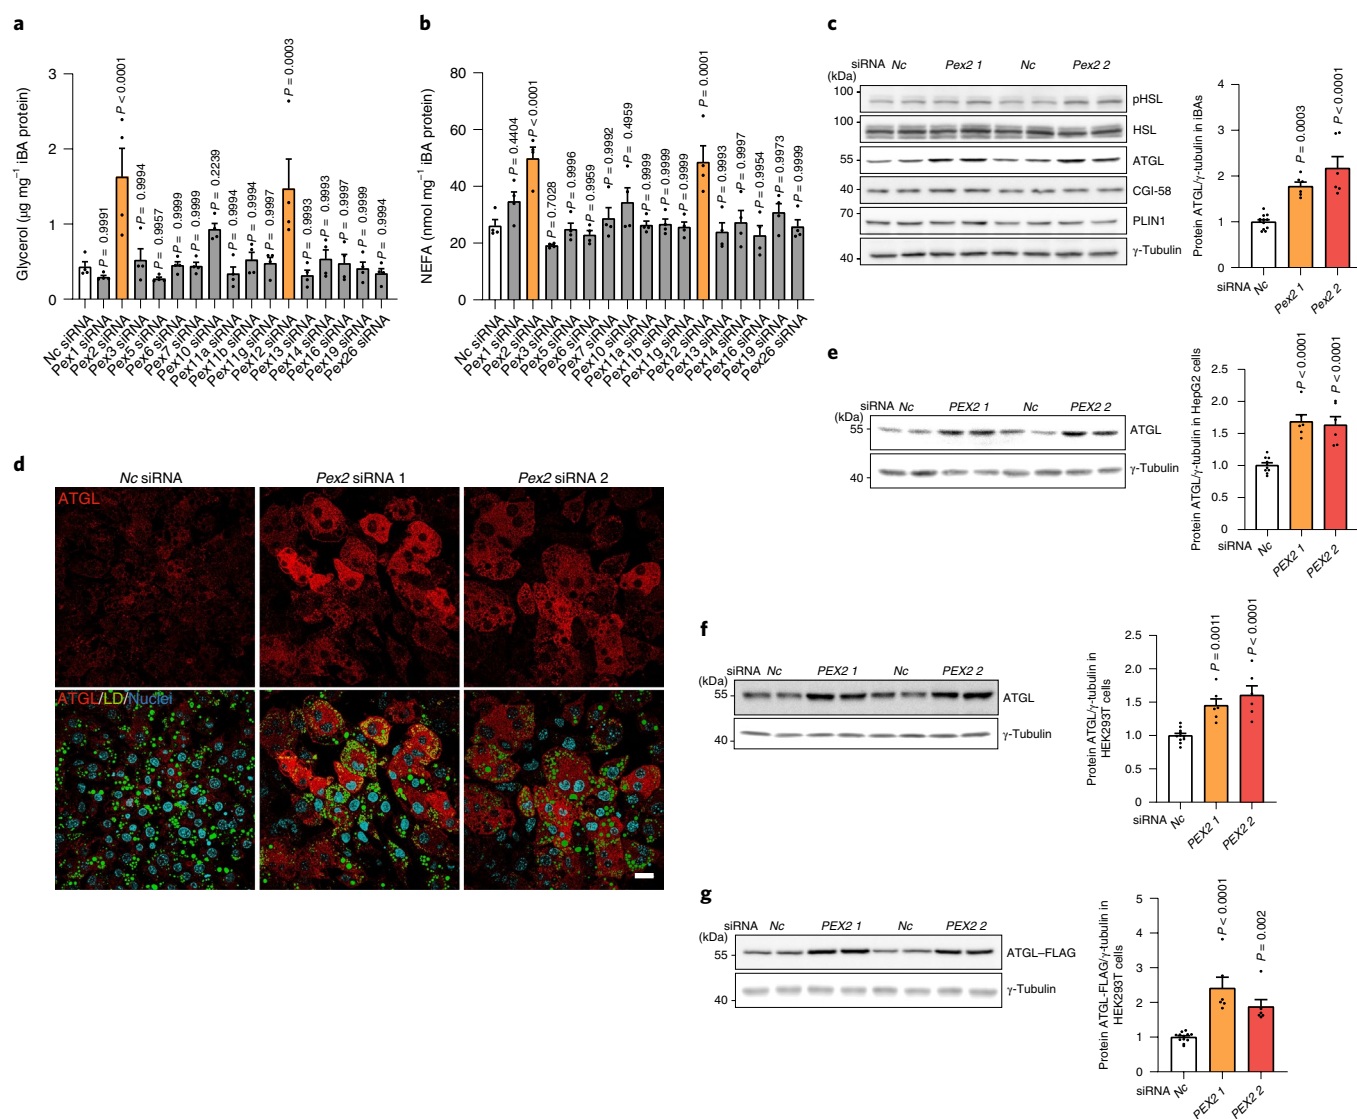 a
Glycerol (µg mg⁻¹ iBA protein)
3
2
1
0
P = 0.9991
P < 0.0001
P = 0.9994
P = 0.9957
P = 0.9999
P = 0.9999
P = 0.2239
P = 0.9994
P = 0.9994
P = 0.9997
P = 0.0003
P = 0.9993
P = 0.9993
P = 0.9997
P = 0.9999
P = 0.9994
Nc siRNA
Pex1 siRNA
Pex2 siRNA
Pex3 siRNA
Pex5 siRNA
Pex6 siRNA
Pex7 siRNA
Pex10 siRNA
Pex11a siRNA
Pex11b siRNA
Pex11g siRNA
Pex12 siRNA
Pex13 siRNA
Pex14 siRNA
Pex16 siRNA
Pex19 siRNA
Pex26 siRNA
b
NEFA (nmol mg⁻¹ iBA protein)
80
60
40
20
0
P = 0.4404
P < 0.0001
P = 0.7028
P = 0.9996
P = 0.9959
P = 0.9992
P = 0.4959
P = 0.9999
P = 0.9999
P = 0.9999
P = 0.0001
P = 0.9993
P = 0.9997
P = 0.9954
P = 0.9973
P = 0.9999
Nc siRNA
Pex1 siRNA
Pex2 siRNA
Pex3 siRNA
Pex5 siRNA
Pex6 siRNA
Pex7 siRNA
Pex10 siRNA
Pex11a siRNA
Pex11b siRNA
Pex11g siRNA
Pex12 siRNA
Pex13 siRNA
Pex14 siRNA
Pex16 siRNA
Pex19 siRNA
Pex26 siRNA
c
siRNA Nc Pex2 1 Nc Pex2 2
(kDa)
100 pHSL
100 HSL
55 ATGL
40 CGI-58
70 PLIN1
γ-Tubulin
40
Protein ATGL/γ-tubulin in iBAs
4
3
2
1
0
P = 0.0003
P < 0.0001
siRNA Nc Pex2 1 Pex2 2
d
Nc siRNA Pex2 siRNA 1 Pex2 siRNA 2
ATGL
ATGL/LD/Nuclei
e
siRNA Nc PEX2 1 Nc PEX2 2
(kDa)
55 ATGL
γ-Tubulin
40
Protein ATGL/γ-tubulin in HepG2 cells
2.5
2.0
1.5
1.0
0.5
0
P < 0.0001
P < 0.0001
siRNA Nc PEX2 1 PEX2 2
f
siRNA Nc PEX2 1 Nc PEX2 2
(kDa)
55 ATGL
γ-Tubulin
40
Protein ATGL/γ-tubulin in
HEK293T cells
2.5
2.0
1.5
1.0
0.5
0
P = 0.0011
P < 0.0001
siRNA Nc PEX2 1 PEX2 2
g
siRNA Nc PEX2 1 Nc PEX2 2
(kDa)
55 ATGL–FLAG
γ-Tubulin
40
Protein ATGL-FLAG/γ-tubulin in
HEK293T cells
5
4
3
2
1
0
P < 0.0001
P = 0.002
siRNA Nc PEX2 1 PEX2 2